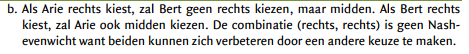 b. Als Arie rechts kiest, zal Bert geen rechts kiezen, maar midden. Als Bert rechts
kiest, zal Arie ook midden kiezen. De combinatie (rechts, rechts) is geen Nash-
evenwicht want beiden kunnen zich verbeteren door een andere keuze te maken.